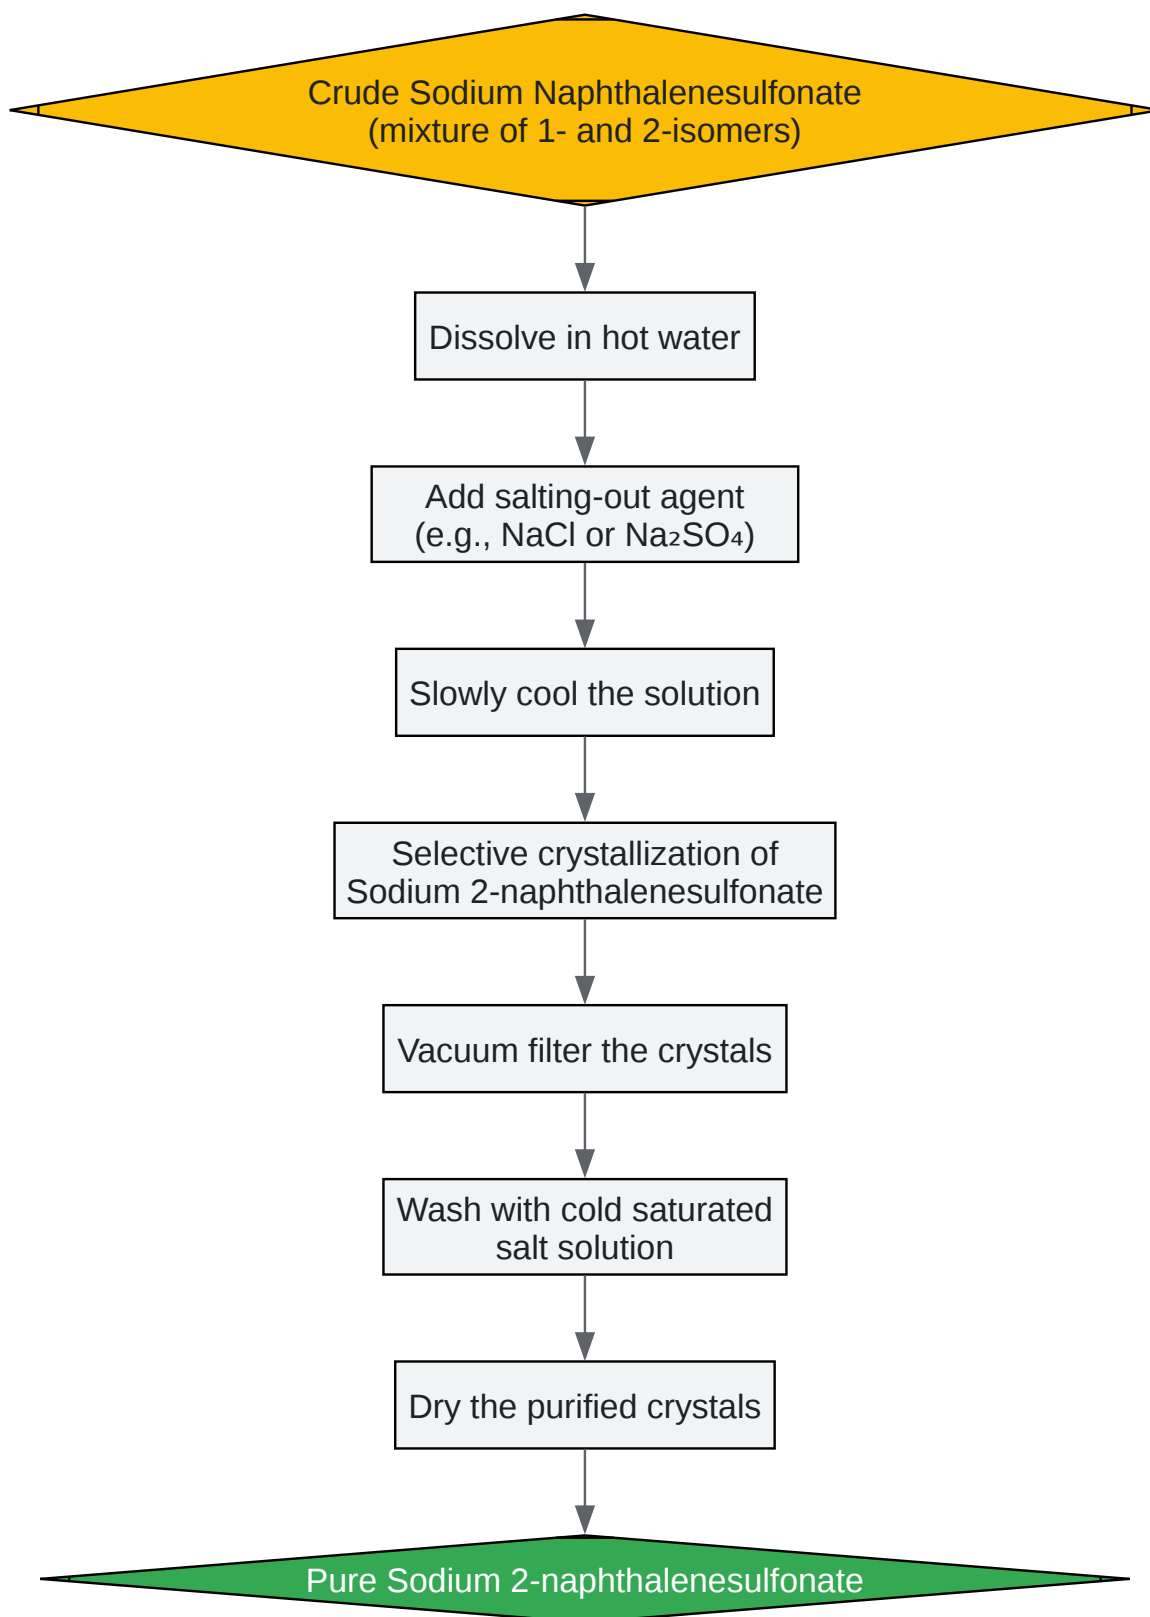 Crude Sodium Naphthalenesulfonate
(mixture of 1- and 2-isomers)
Dissolve in hot water
Add salting-out agent
(e.g., NaCl or Na₂SO₄)
Slowly cool the solution
Selective crystallization of
Sodium 2-naphthalenesulfonate
Vacuum filter the crystals
Wash with cold saturated
salt solution
Dry the purified crystals
Pure Sodium 2-naphthalenesulfonate